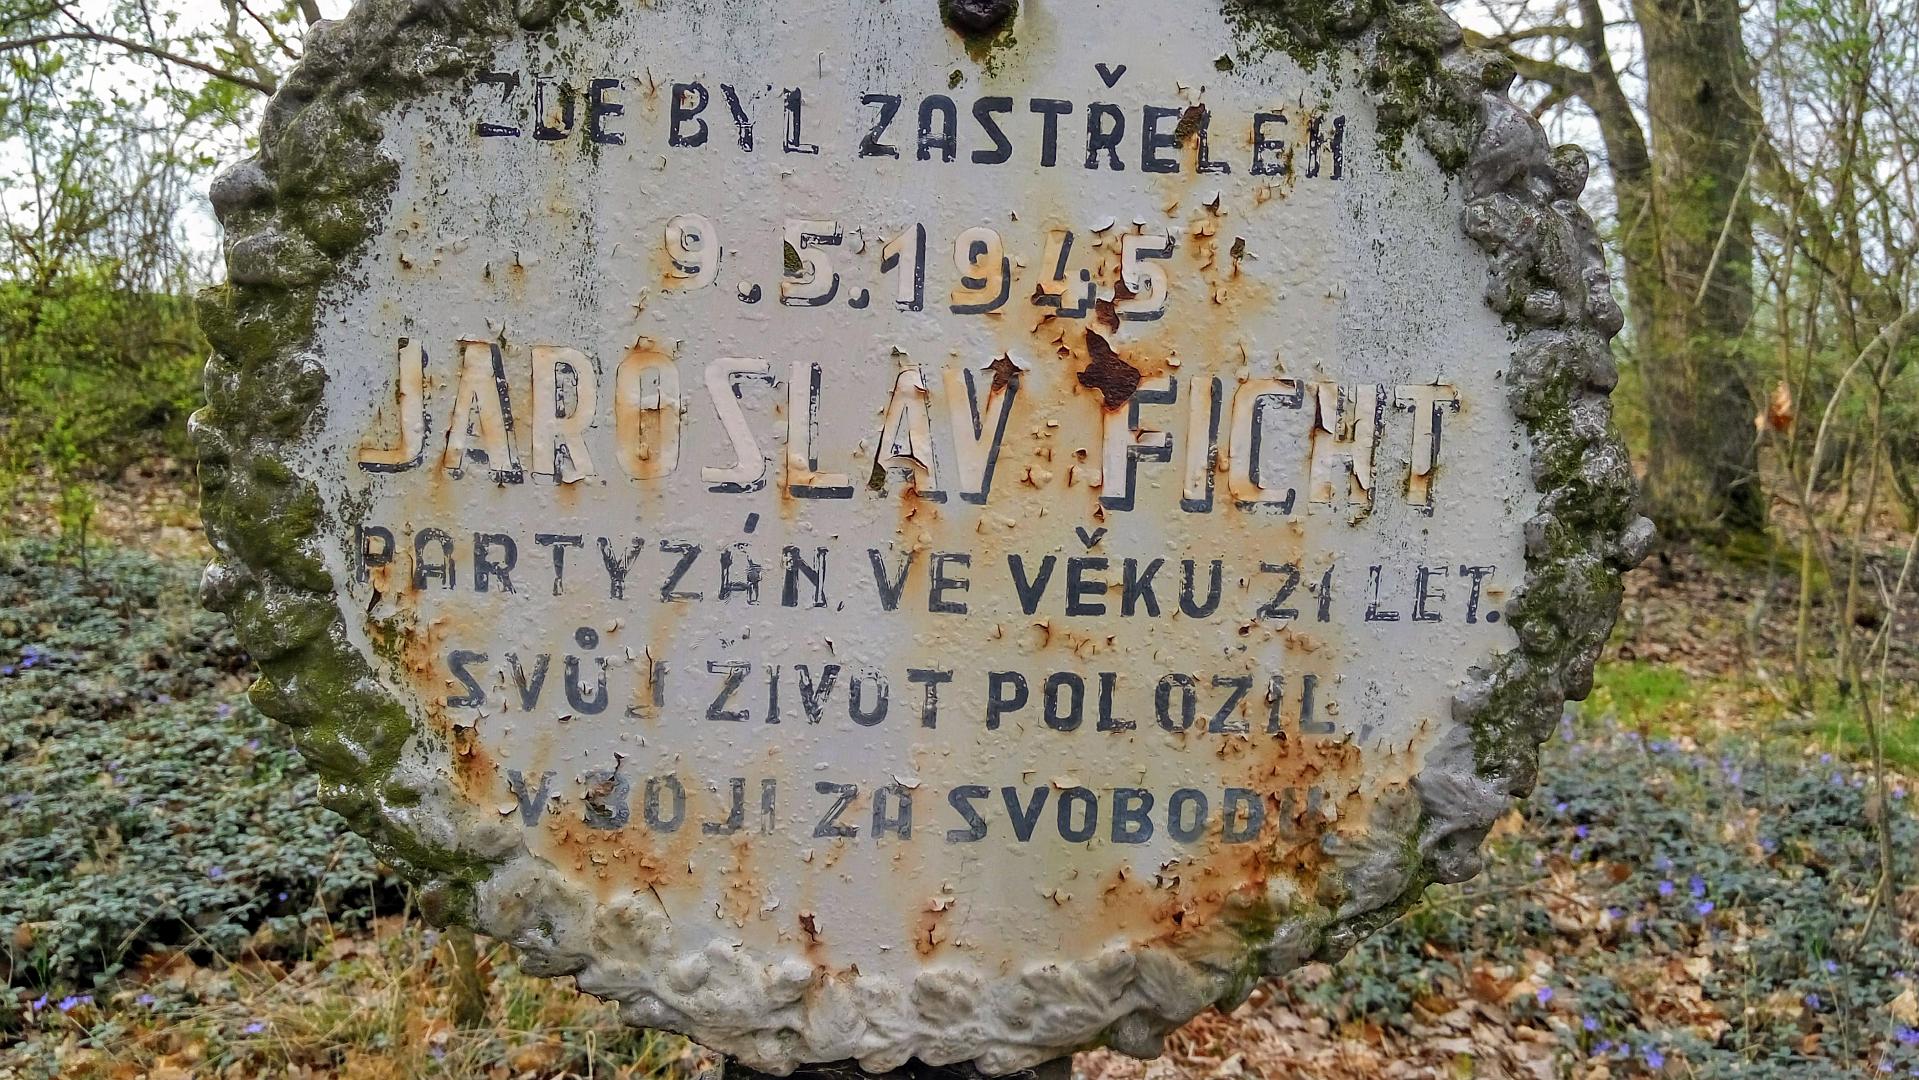 ZDE BYL ZASTŘELEN
9.5.1945
JAROSLAV FICHT
PARTYZÁN, VE VĚKU 21 LET.
SVŮJ ŽIVOT POLOŽIL,
V BOJI ZA SVOBODU.